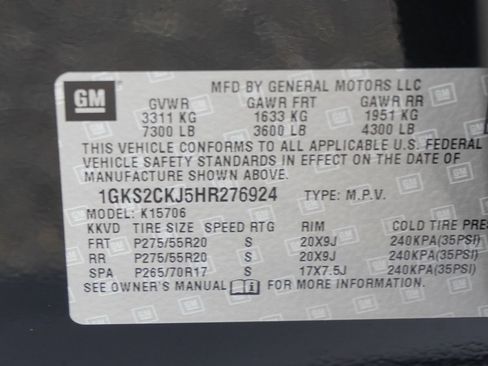 GM
MFD BY GENERAL MOTORS LLC
GVWR GAWR FRT GAWR RR
3311 KG 1633 KG 1951 KG
7300 LB 3600 LB 4300 LB
THIS VEHICLE CONFORMS TO ALL APPLICABLE U.S. FEDERAL
VEHICLE SAFETY STANDARDS IN EFFECT ON THE DATE OF
MANUFACTURE SHOWN ABOVE.
1GKS2CKJ5HR276924 TYPE: M.P.V.
MODEL: K15706
KKVD TIRE SIZE SPEED RTG RIM COLD TIRE PRES
FRT P275/55R20 S 20X9J 240KPA(35PSI)
RR P275/55R20 S 20X9J 240KPA(35PSI)
SPA P265/70R17 S 17X7.5J 240KPA(35PSI)
SEE OWNER'S MANUAL i FOR MORE INFORMATION.